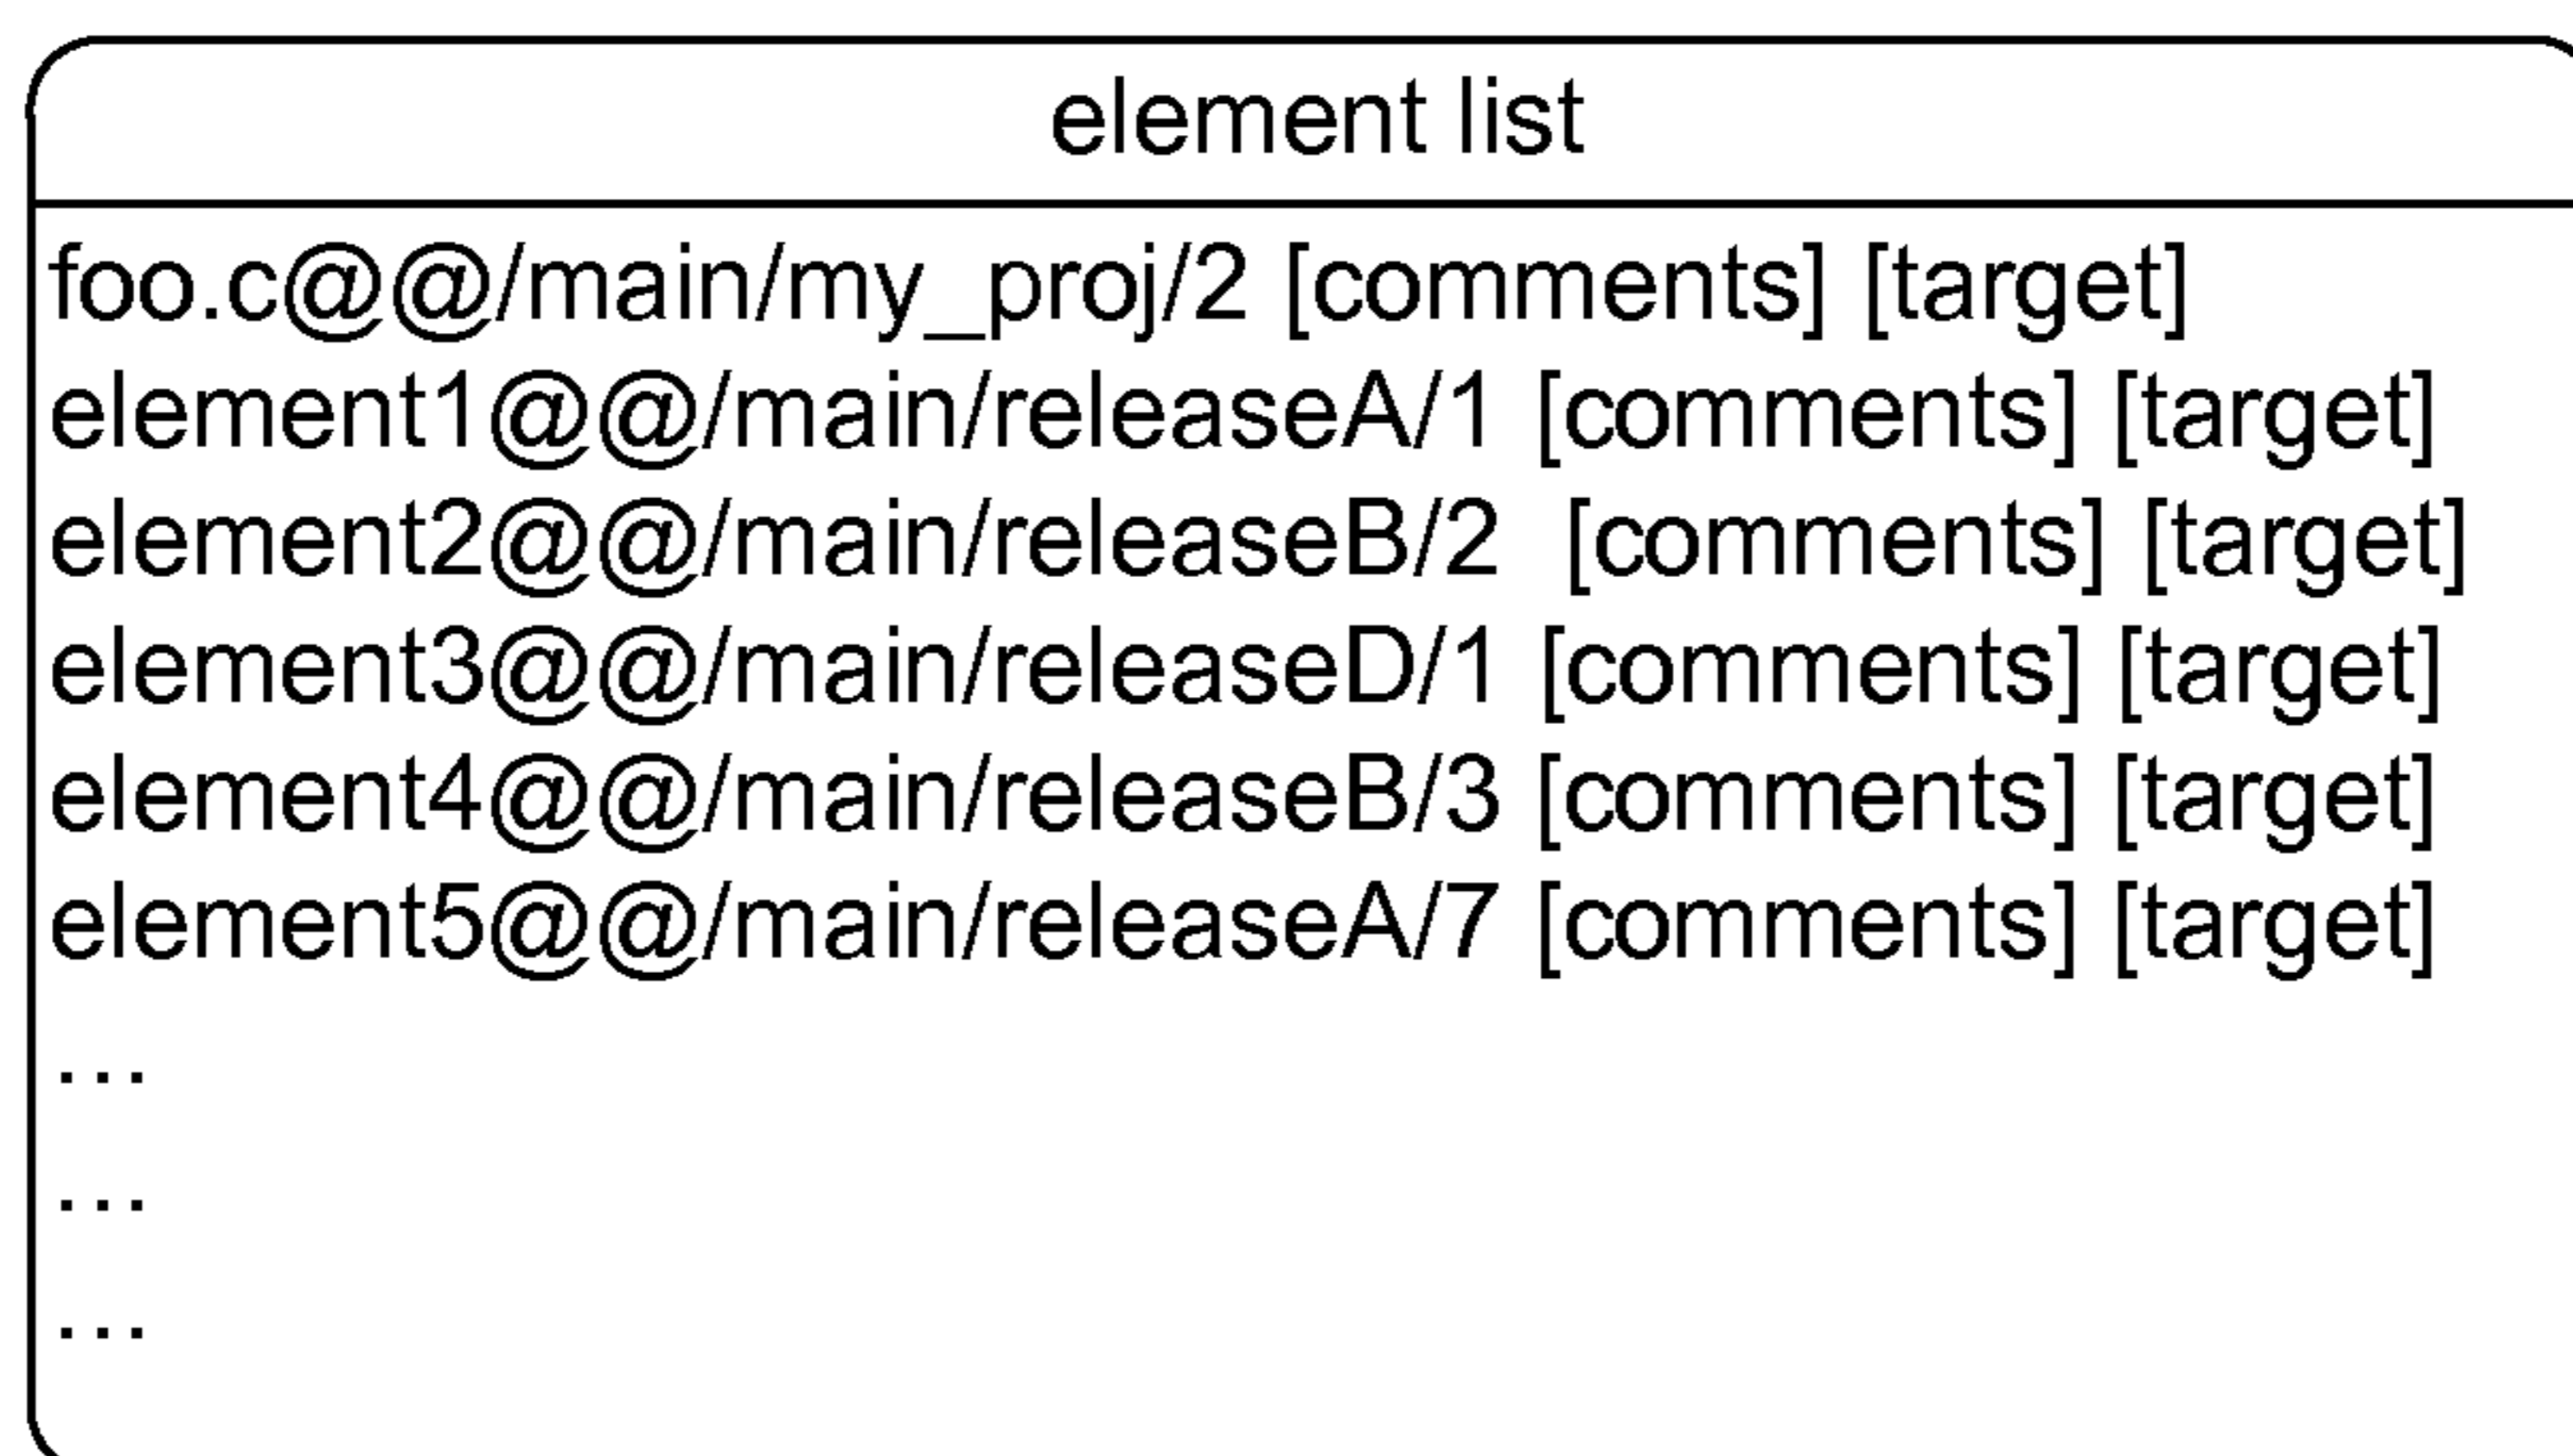 element list
foo.c@@/main/my_proj/2 [comments] [target]
element1@@/main/releaseA/1 [comments] [target]
element2@@/main/releaseB/2  [comments] [target]
element3@@/main/releaseD/1 [comments] [target]
element4@@/main/releaseB/3 [comments] [target]
element5@@/main/releaseA/7 [comments] [target]
...
...
...